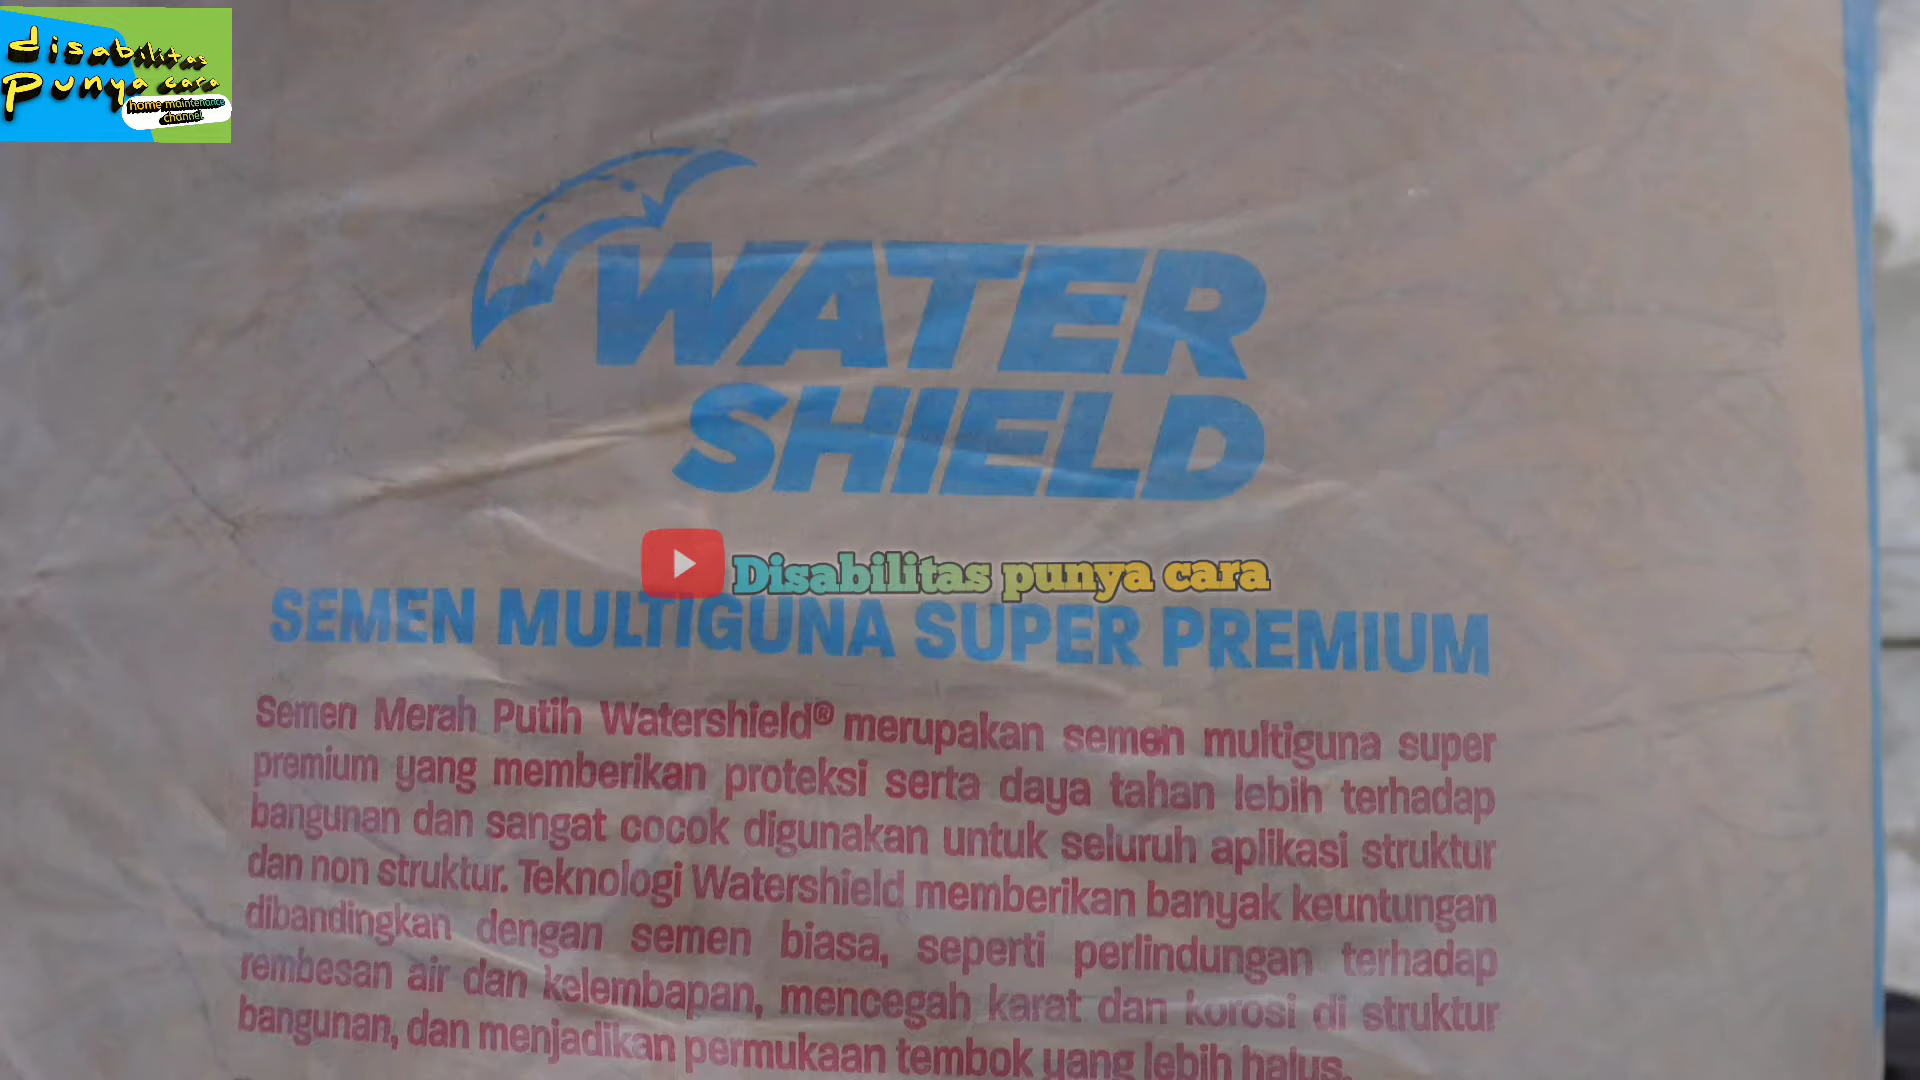 disabilitas
punya cara
home maintenance
channel
WATER
SHIELD
Disabilitas punya cara
SEMEN MULTIGUNA SUPER PREMIUM
Semen Merah Putih Watershield® merupakan semen multiguna super
premium yang memberikan proteksi serta daya tahan lebih terhadap
bangunan dan sangat cocok digunakan untuk seluruh aplikasi struktur
dan non struktur. Teknologi Watershield memberikan banyak keuntungan
dibandingkan dengan semen biasa, seperti perlindungan terhadap
rembesan air dan kelembapan, mencegah karat dan korosi di struktur
bangunan, dan menjadikan permukaan tembok yang lebih halus.